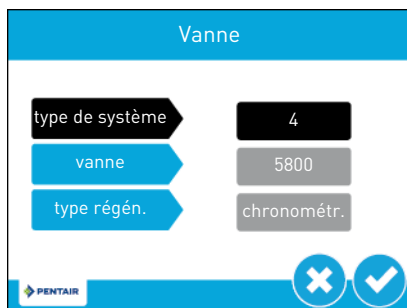 Vanne
type de système 4
vanne 5800
type régén. chronométr.
PENTAIR